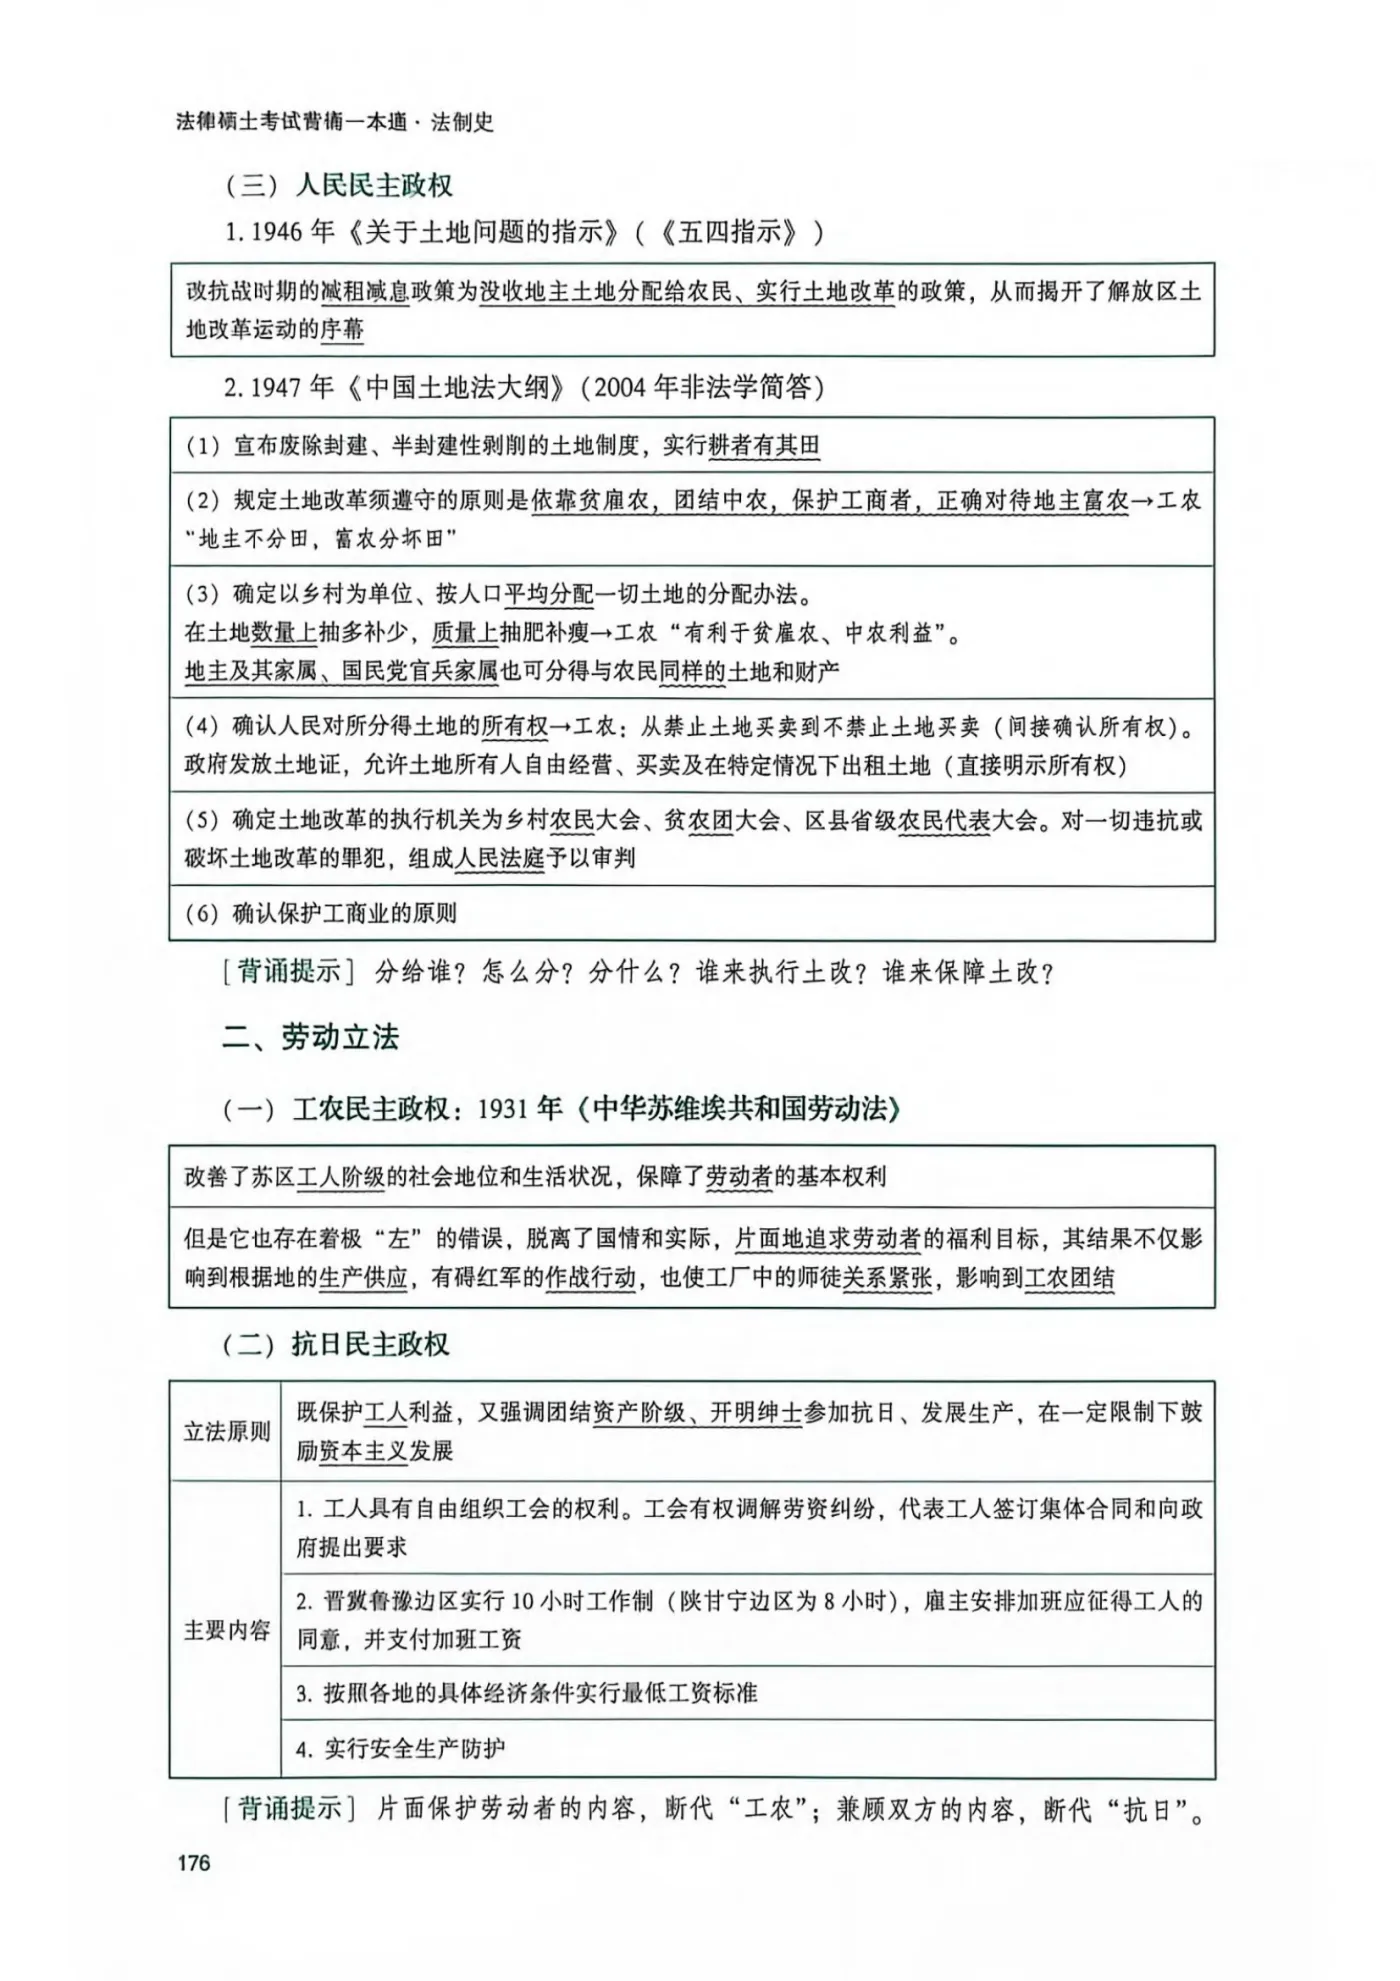 法律硕士考试背诵一本通·法制史
（三）人民民主政权
1. 1946 年《关于土地问题的指示》(《五四指示》)
改抗战时期的减租减息政策为没收地主土地分配给农民、实行土地改革的政策，从而揭开了解放区土
地改革运动的序幕
2. 1947 年《中国土地法大纲》(2004 年非法学简答)
(1) 宣布废除封建、半封建性剥削的土地制度，实行耕者有其田
(2) 规定土地改革须遵守的原则是依靠贫雇农，团结中农，保护工商者，正确对待地主富农→工农
“地主不分田，富农分坏田”
(3) 确定以乡村为单位、按人口平均分配一切土地的分配办法。
在土地数量上抽多补少，质量上抽肥补瘦→工农“有利于贫雇农、中农利益”。
地主及其家属、国民党官兵家属也可分得与农民同样的土地和财产
(4) 确认人民对所分得土地的所有权→工农：从禁止土地买卖到不禁止土地买卖（间接确认所有权）。
政府发放土地证，允许土地所有人自由经营、买卖及在特定情况下出租土地（直接明示所有权）
(5) 确定土地改革的执行机关为乡村农民大会、贫农团大会、区县省级农民代表大会。对一切违抗或
破坏土地改革的罪犯，组成人民法庭予以审判
(6) 确认保护工商业的原则
［背诵提示］分给谁？怎么分？分什么？谁来执行土改？谁来保障土改？
二、劳动立法
（一）工农民主政权：1931 年《中华苏维埃共和国劳动法》
改善了苏区工人阶级的社会地位和生活状况，保障了劳动者的基本权利
但是它也存在着极“左”的错误，脱离了国情和实际，片面地追求劳动者的福利目标，其结果不仅影
响到根据地的生产供应，有碍红军的作战行动，也使工厂中的师徒关系紧张，影响到工农团结
（二）抗日民主政权
立法原则
既保护工人利益，又强调团结资产阶级、开明绅士参加抗日、发展生产，在一定限制下鼓
励资本主义发展
主要内容
1. 工人具有自由组织工会的权利。工会有权调解劳资纠纷，代表工人签订集体合同和向政
府提出要求
2. 晋冀鲁豫边区实行 10 小时工作制（陕甘宁边区为 8 小时），雇主安排加班应征得工人的
同意，并支付加班工资
3. 按照各地的具体经济条件实行最低工资标准
4. 实行安全生产防护
［背诵提示］片面保护劳动者的内容，断代“工农”；兼顾双方的内容，断代“抗日”。
176